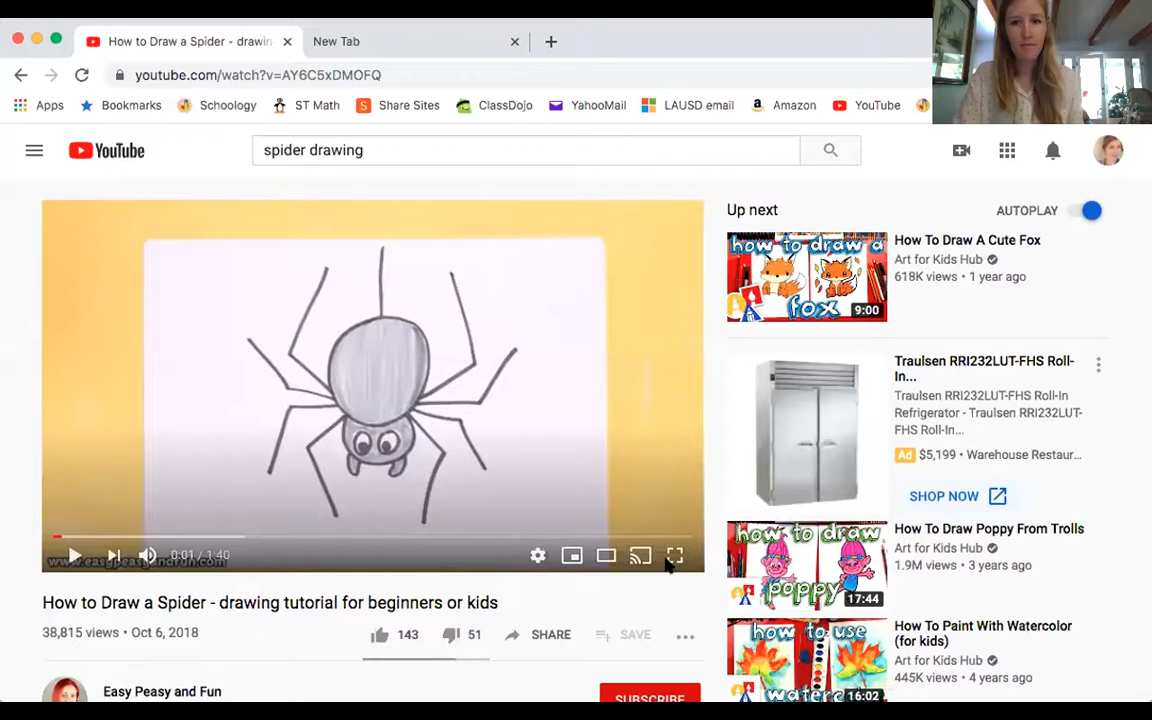 How to Draw a Spider - drawin
New Tab
youtube.com/watch?v=AY6C5xDMOFQ
Apps Bookmarks Schoology ST Math Share Sites ClassDojo YahooMail LAUSD email Amazon YouTube
YouTube
spider drawing
Up next
AUTOPLAY
how to draw a
fox
9:00
How To Draw A Cute Fox
Art for Kids Hub
618K views • 1 year ago
Traulsen RRI232LUT-FHS Roll-
In...
Traulsen RRI232LUT-FHS Roll-In
Refrigerator - Traulsen RRI232LUT-
FHS Roll-In...
Ad $5,199 • Warehouse Restaur...
SHOP NOW
how to draw
poppy
17:44
How To Draw Poppy From Trolls
Art for Kids Hub
1.9M views • 3 years ago
how to use
16:02
How To Paint With Watercolor
(for kids)
Art for Kids Hub
445K views • 4 years ago
0:01 / 1:40
www.easypeasyandfun.com
How to Draw a Spider - drawing tutorial for beginners or kids
38,815 views • Oct 6, 2018
143 51 SHARE SAVE
Easy Peasy and Fun
SUBSCRIBE